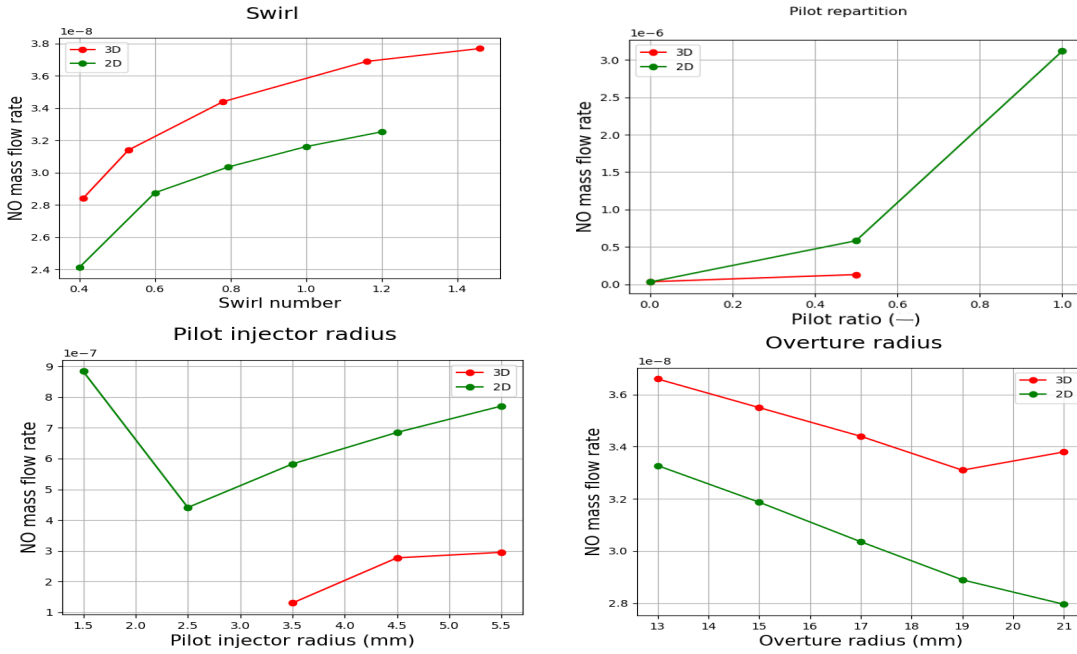 Swirl
1e−8
3D
2D
3.8
3.6
3.4
3.2
3.0
2.8
2.6
2.4
NO mass flow rate
0.4 0.6 0.8 1.0 1.2 1.4
Swirl number
Pilot repartition
1e−6
3D
2D
3.0
2.5
2.0
1.5
1.0
0.5
0.0
NO mass flow rate
0.0 0.2 0.4 0.6 0.8 1.0
Pilot ratio (—)
Pilot injector radius
1e−7
3D
2D
9
8
7
6
5
4
3
2
1
NO mass flow rate
1.5 2.0 2.5 3.0 3.5 4.0 4.5 5.0 5.5
Pilot injector radius (mm)
Overture radius
1e−8
3D
2D
3.6
3.4
3.2
3.0
2.8
NO mass flow rate
13 14 15 16 17 18 19 20 21
Overture radius (mm)